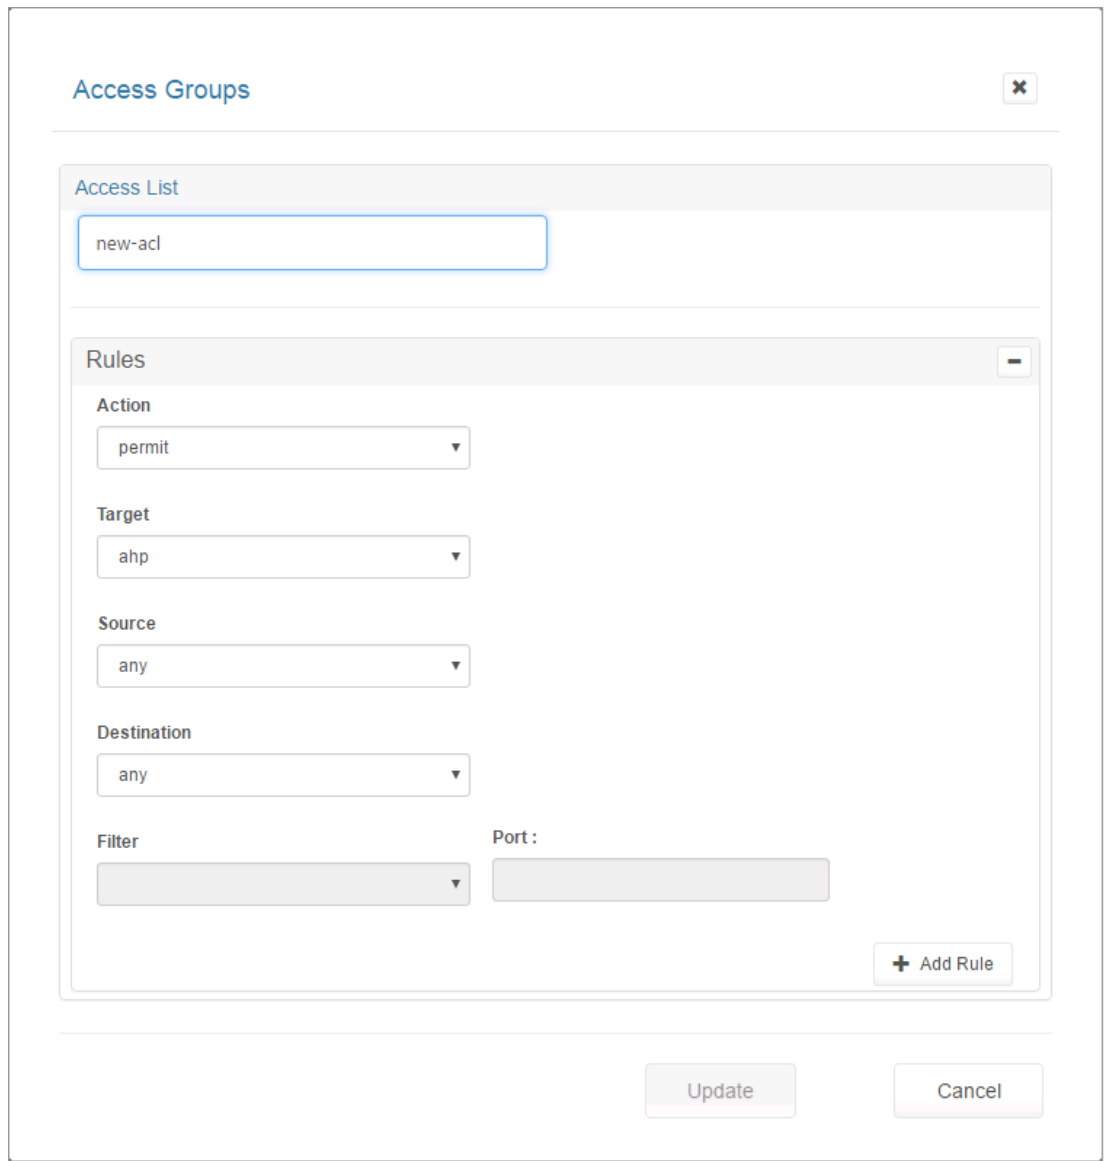 Access Groups
Access List
new-acl
Rules
Action
permit
Target
ahp
Source
any
Destination
any
Filter
Port :
Add Rule
Update
Cancel